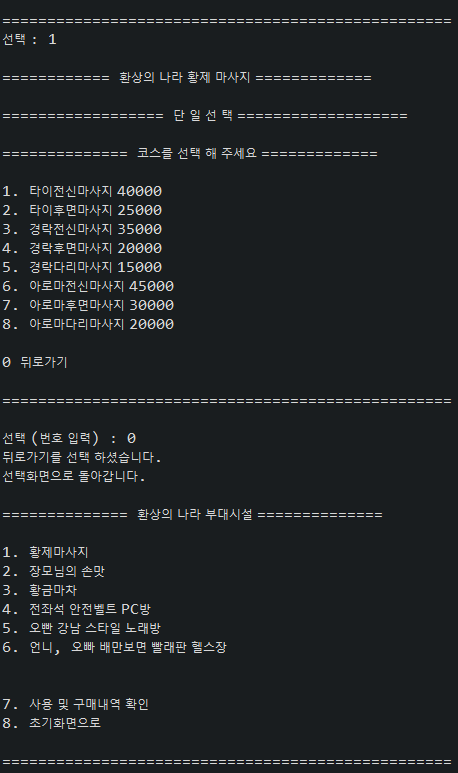 ==================================================
선택 : 1
============ 환상의 나라 황제 마사지 =============
================== 단 일 선 택 ===================
============== 코스를 선택 해 주세요 =============
1. 타이전신마사지 40000
2. 타이후면마사지 25000
3. 경락전신마사지 35000
4. 경락후면마사지 20000
5. 경락다리마사지 15000
6. 아로마전신마사지 45000
7. 아로마후면마사지 30000
8. 아로마다리마사지 20000
0 뒤로가기
==================================================
선택 (번호 입력) : 0
뒤로가기를 선택 하셨습니다.
선택화면으로 돌아갑니다.
============== 환상의 나라 부대시설 ==============
1. 황제마사지
2. 장모님의 손맛
3. 황금마차
4. 전좌석 안전벨트 PC방
5. 오빤 강남 스타일 노래방
6. 언니, 오빠 배만보면 빨래판 헬스장
7. 사용 및 구매내역 확인
8. 초기화면으로
==================================================